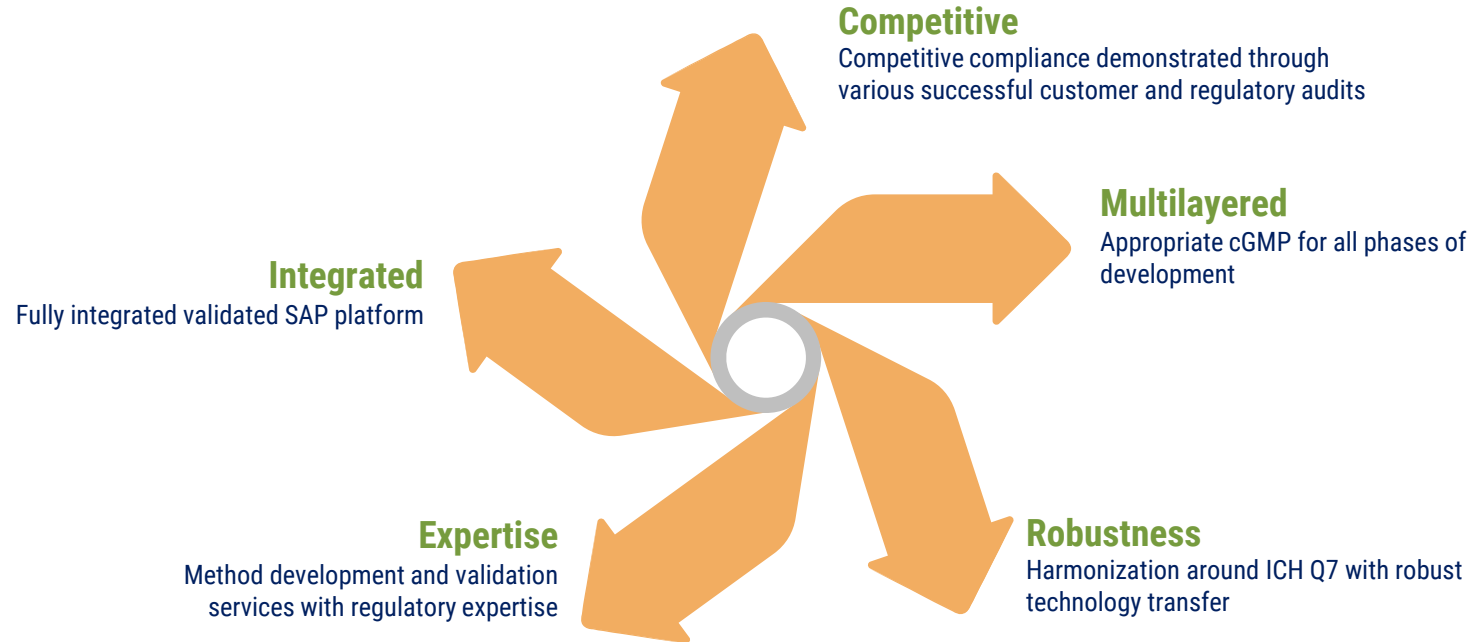 Competitive
Competitive compliance demonstrated through
various successful customer and regulatory audits
Multilayered
Appropriate cGMP for all phases of
development
Integrated
Fully integrated validated SAP platform
Expertise
Method development and validation
services with regulatory expertise
Robustness
Harmonization around ICH Q7 with robust
technology transfer